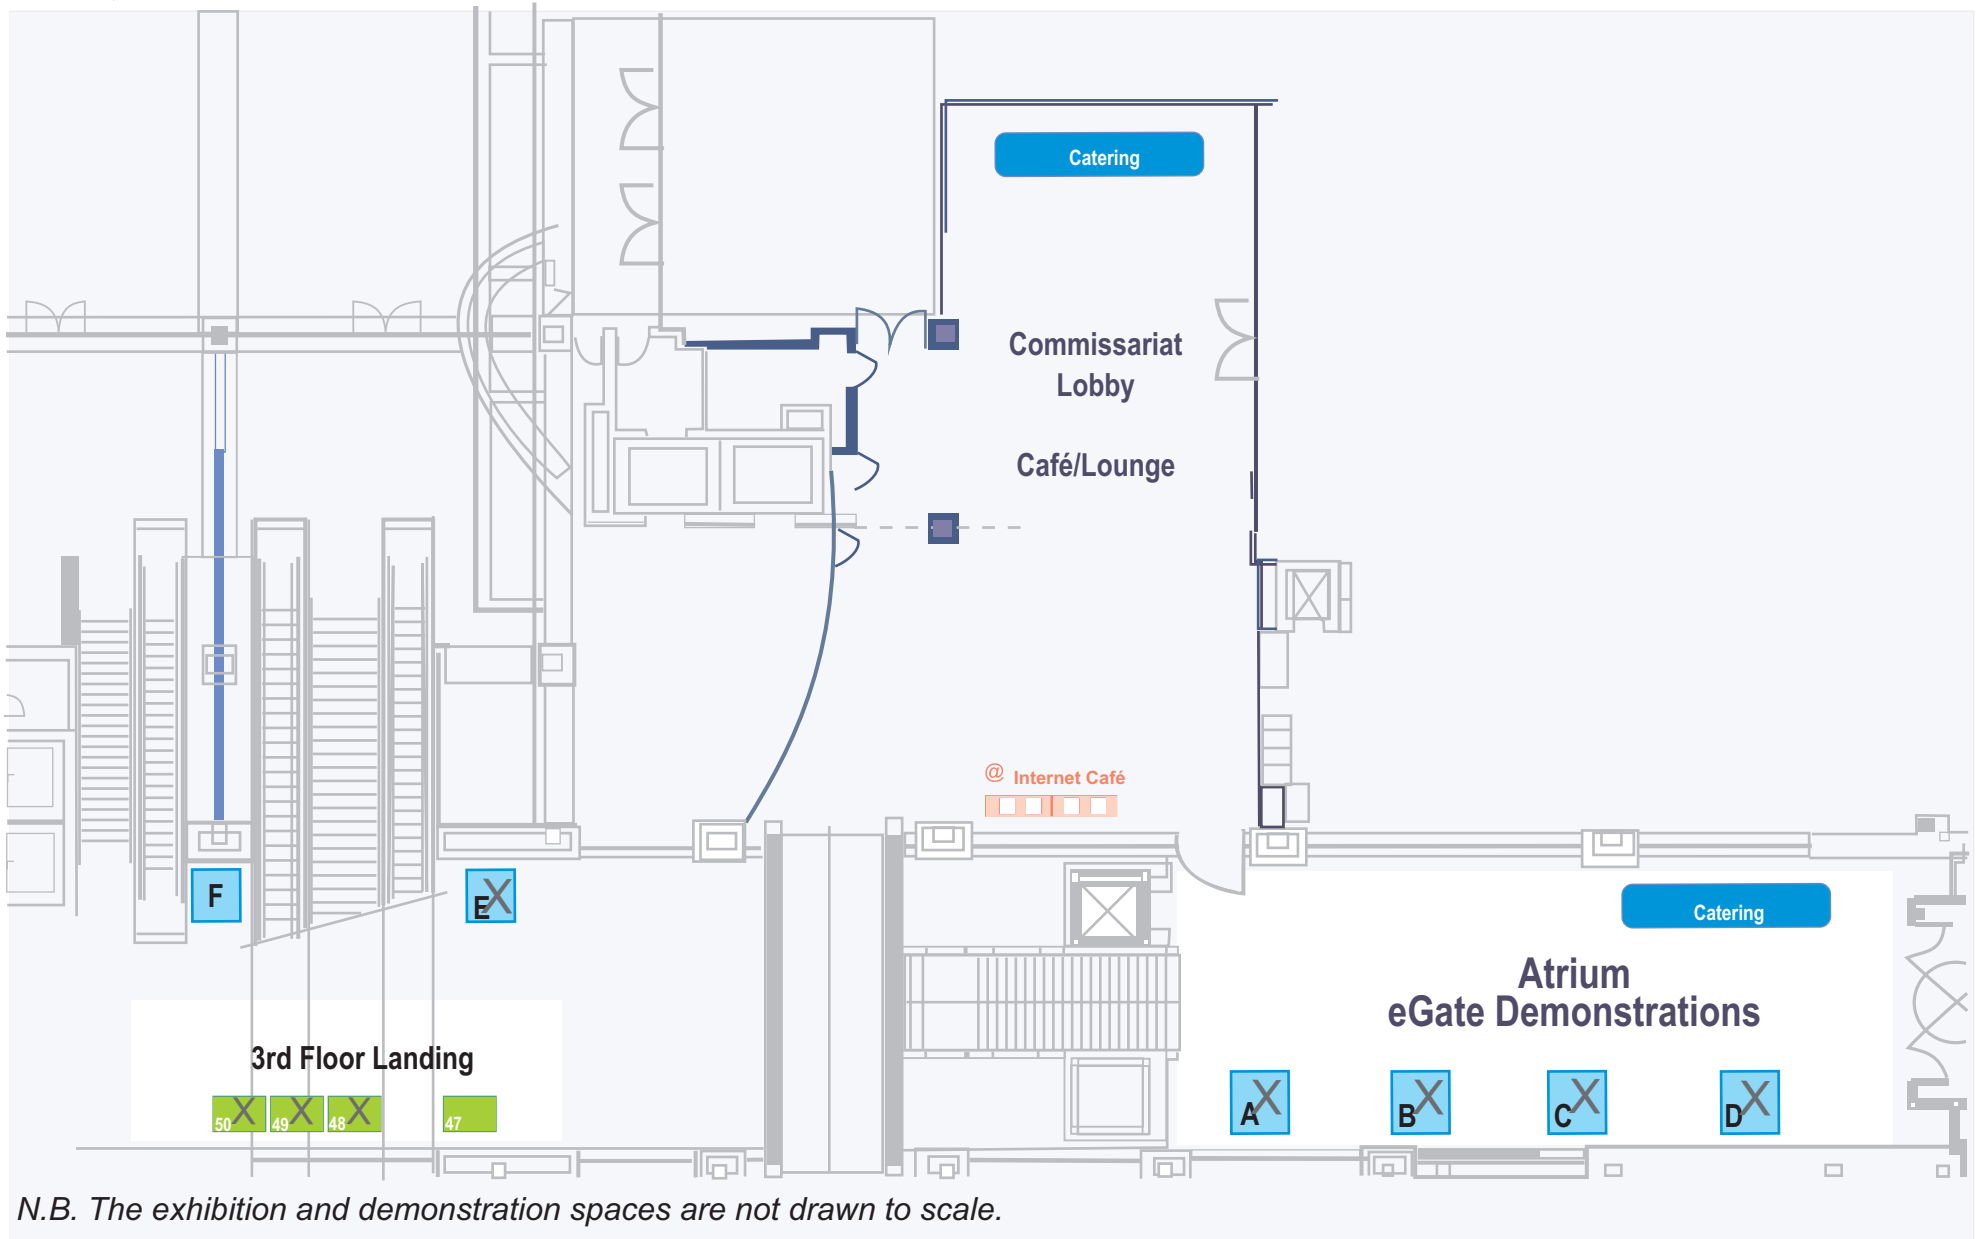 Catering
Commissariat
Lobby
Café/Lounge
@ Internet Café
F
E
Catering
Atrium
eGate Demonstrations
3rd Floor Landing
50 49 48 47
A B C D
N.B. The exhibition and demonstration spaces are not drawn to scale.